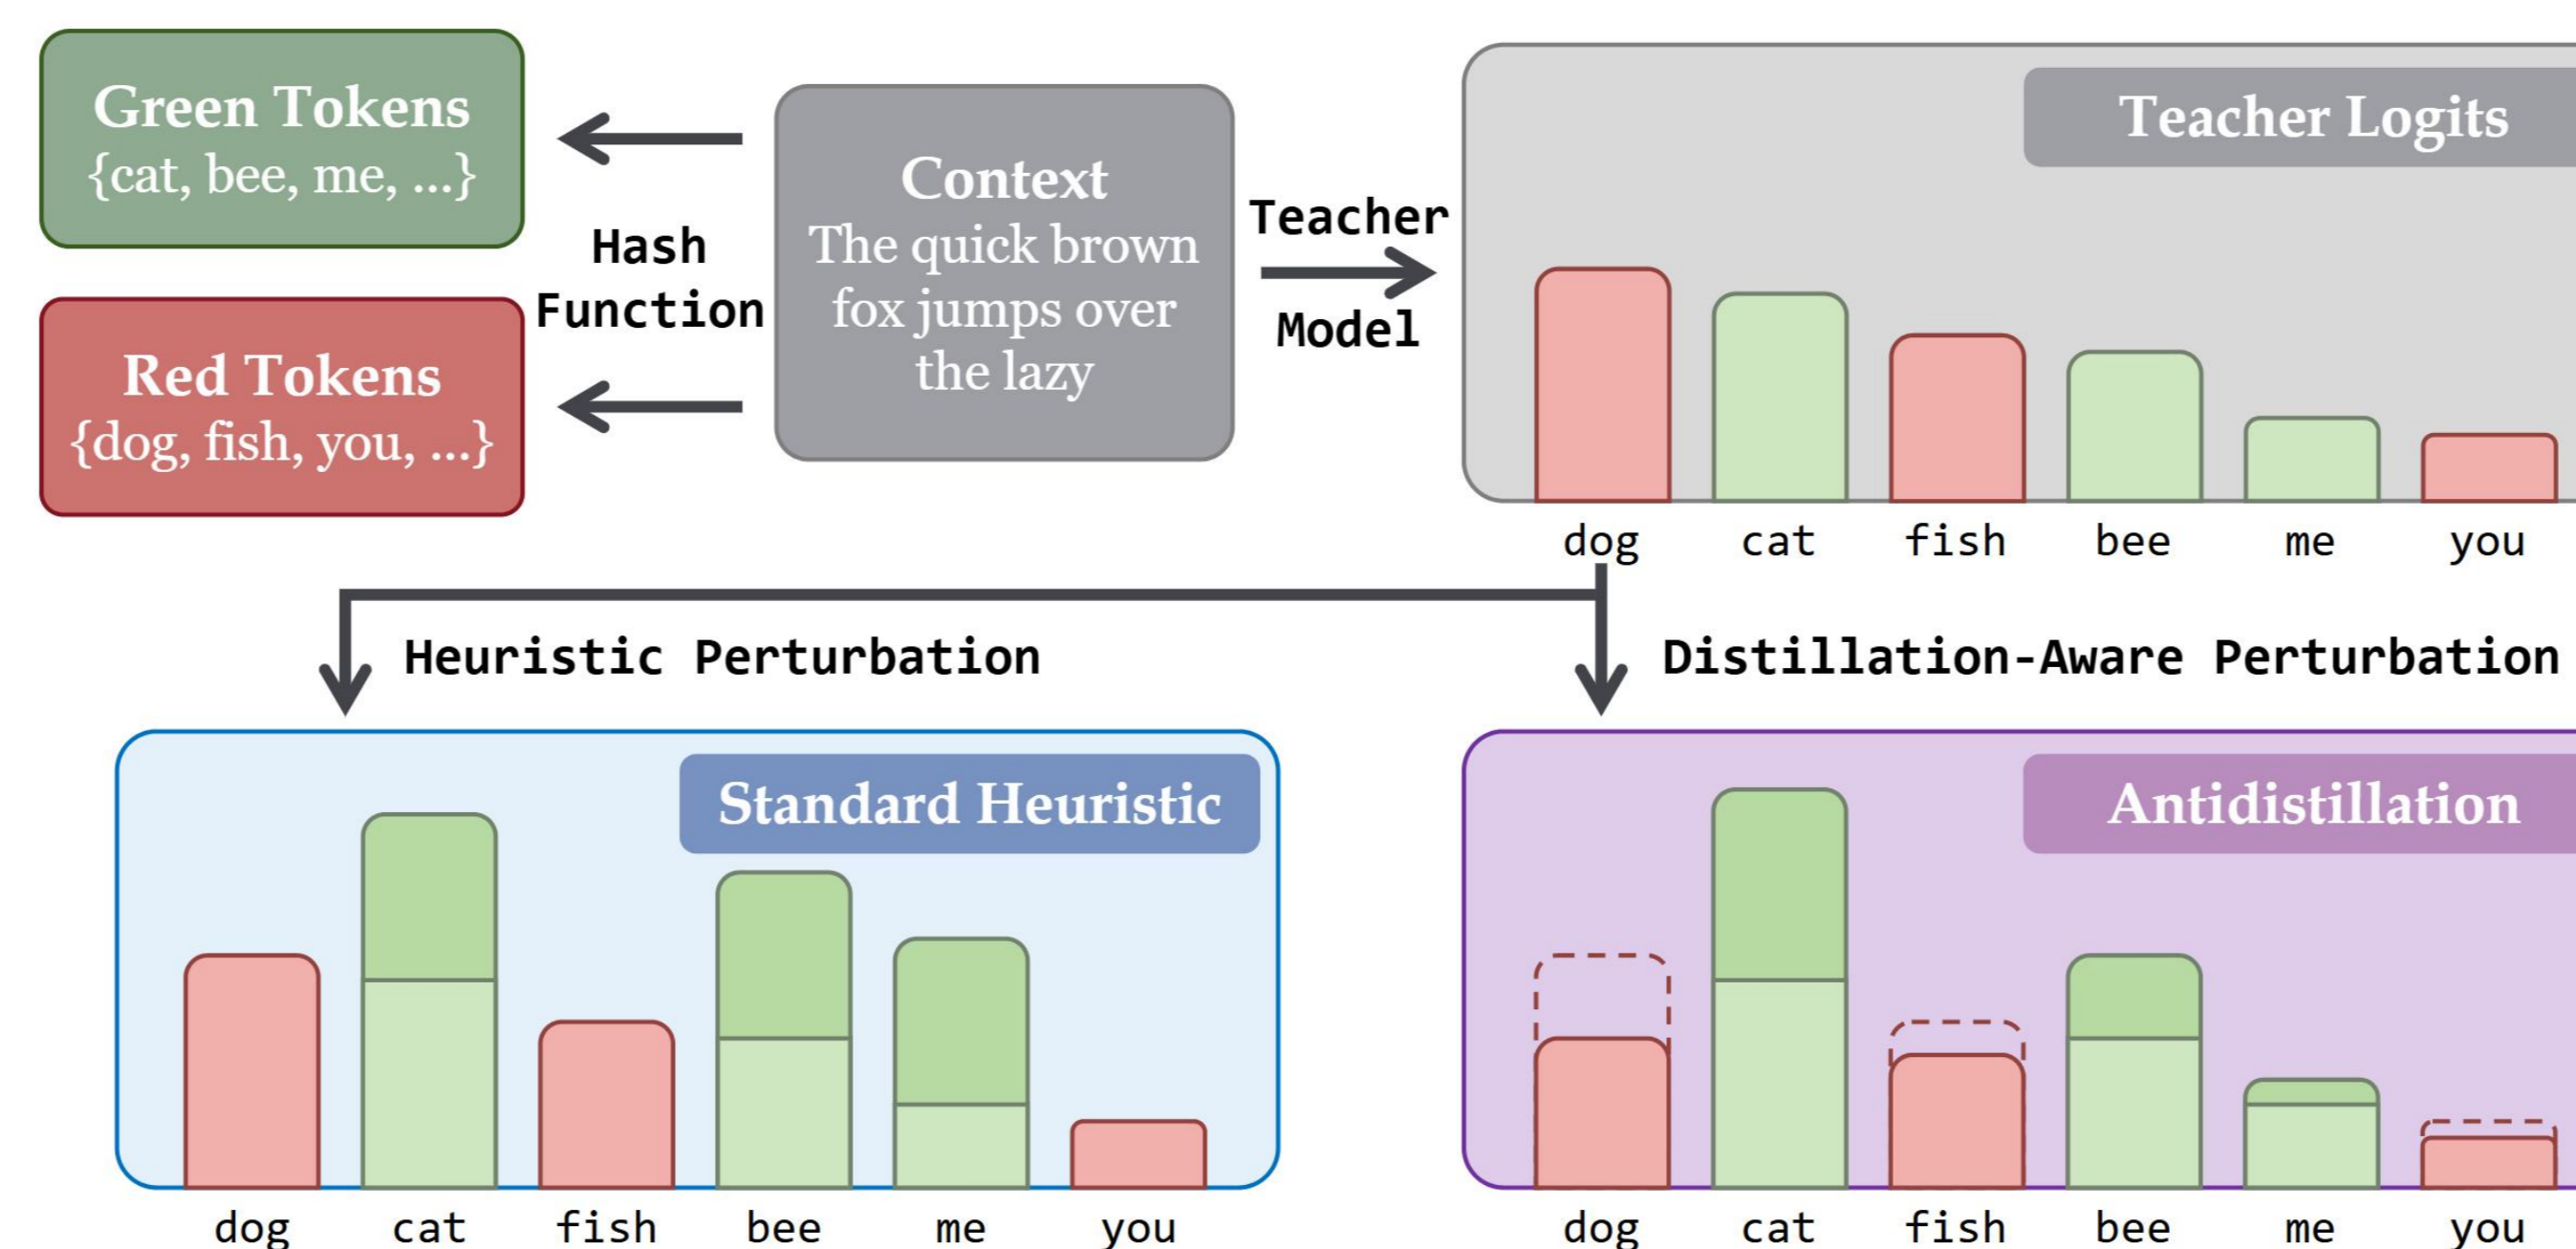 Green Tokens
{cat, bee, me, ...}
Red Tokens
{dog, fish, you, ...}
Hash
Function
Context
The quick brown
fox jumps over
the lazy
Teacher
Model
Teacher Logits
dog cat fish bee me you
Heuristic Perturbation
Distillation-Aware Perturbation
Standard Heuristic
dog cat fish bee me you
Antidistillation
dog cat fish bee me you